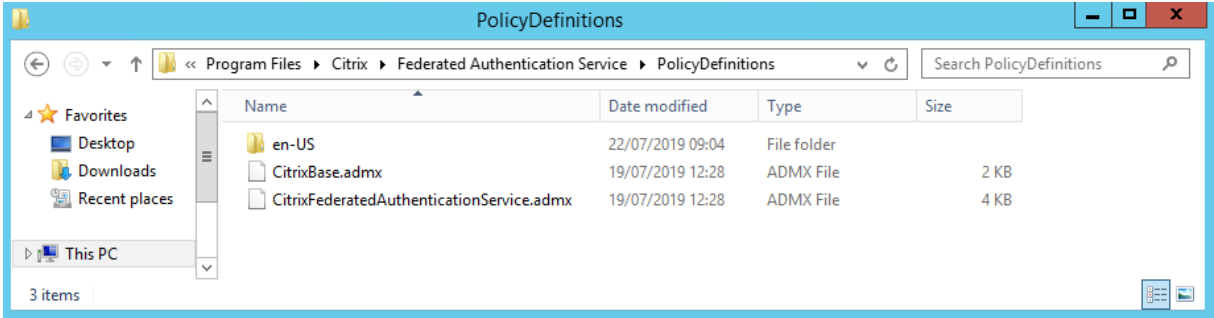 PolicyDefinitions
« Program Files Citrix Federated Authentication Service PolicyDefinitions Search PolicyDefinitions
Favorites Name Date modified Type Size
Desktop en-US 22/07/2019 09:04 File folder
Downloads CitrixBase.admx 19/07/2019 12:28 ADMX File 2 KB
Recent places CitrixFederatedAuthenticationService.admx 19/07/2019 12:28 ADMX File 4 KB
This PC
3 items